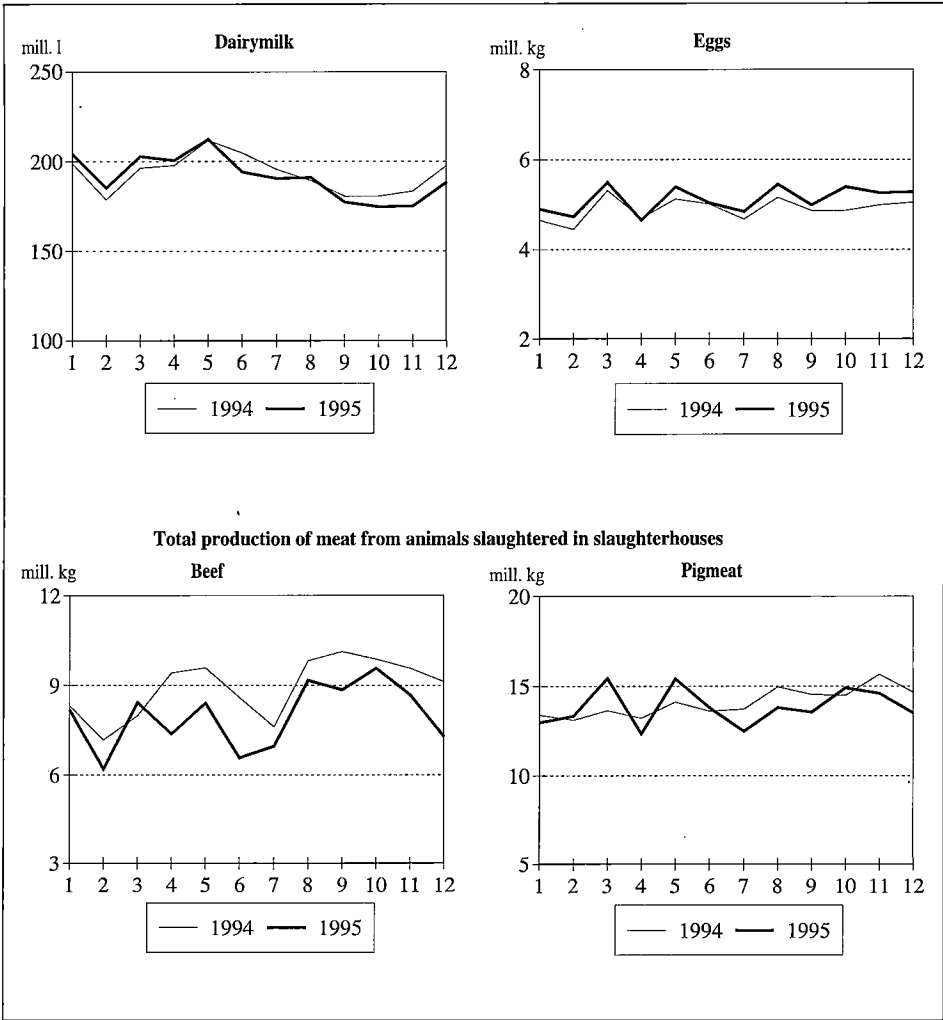 Dairymilk
mill. l
250
200
150
100
1 2 3 4 5 6 7 8 9 10 11 12
1994 1995
Eggs
mill. kg
8
6
4
2
1 2 3 4 5 6 7 8 9 10 11 12
1994 1995
Total production of meat from animals slaughtered in slaughterhouses
Beef
mill. kg
12
9
6
3
1 2 3 4 5 6 7 8 9 10 11 12
1994 1995
Pigmeat
mill. kg
20
15
10
5
1 2 3 4 5 6 7 8 9 10 11 12
1994 1995